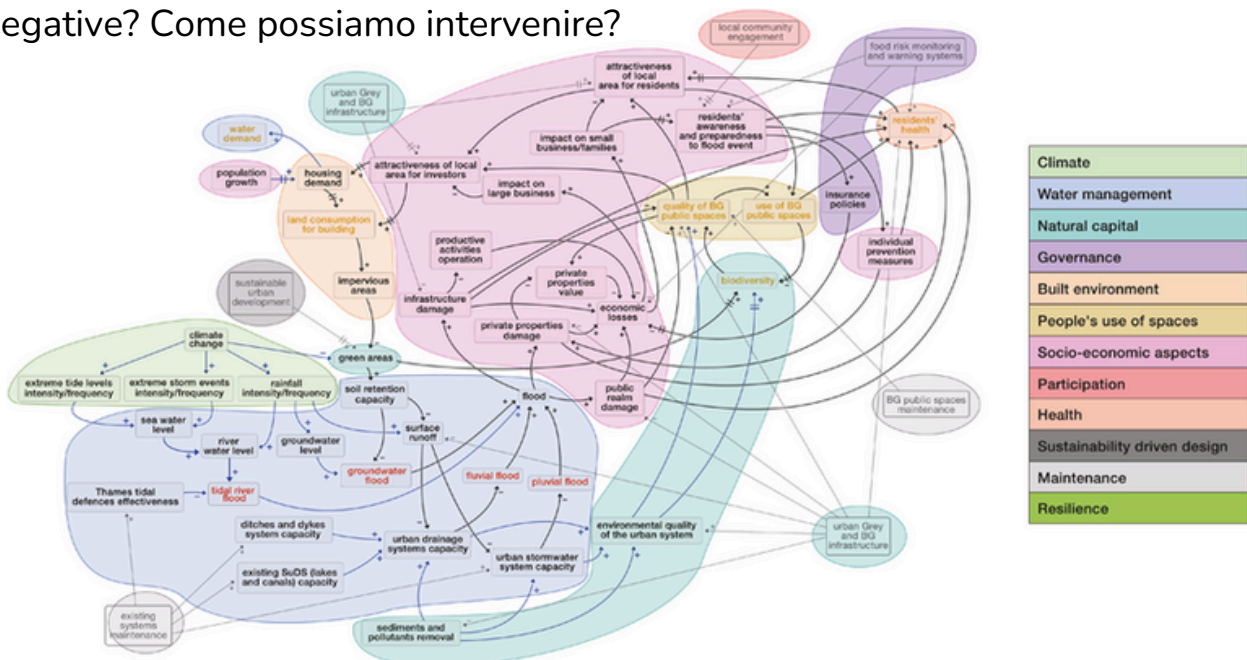 egative? Come possiamo intervenire?
local community
engagement
food risk monitoring
and warning systems
attractiveness
of local
area for residents
urban Grey
and BG
infrastructure
residents'
awareness
and preparedness
to flood event
residents'
health
water
demand
impact on small
business/families
population
growth
housing
demand
attractiveness of local
area for investors
impact on
large business
insurance
policies
land consumption
for building
quality of BG
public spaces
use of BG
public spaces
individual
prevention
measures
productive
activities
operation
private
properties
value
biodiversity
impervious
areas
sustainable
urban
development
infrastructure
damage
economic
losses
private properties
damage
climate
change
green areas
extreme tide levels
intensity/frequency
extreme storm events
intensity/frequency
rainfall
intensity/frequency
soil retention
capacity
flood
public
realm
damage
BG public spaces
maintenance
sea water
level
river
water level
groundwater
level
surface
runoff
groundwater
flood
fluvial flood
pluvial flood
Thames tidal
defences effectiveness
tidal river
flood
ditches and dykes
system capacity
urban drainage
systems capacity
environmental quality
of the urban system
urban Grey
and BG
infrastructure
existing SuDS (lakes
and canals) capacity
urban stormwater
system capacity
existing
systems
maintenance
sediments and
pollutants removal
Climate
Water management
Natural capital
Governance
Built environment
People's use of spaces
Socio-economic aspects
Participation
Health
Sustainability driven design
Maintenance
Resilience